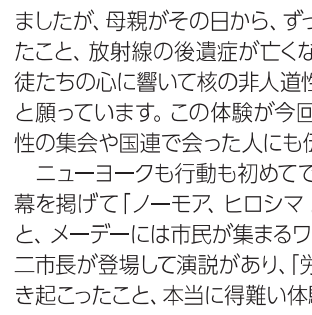 ましたが、母親がその日から、ず
たこと、放射線の後遺症が亡く
徒たちの心に響いて核の非人道
と願っています。この体験が今
性の集会や国連で会った人にも
ニューヨークも行動も初めて
幕を掲げて「ノーモア、ヒロシマ
と、メーデーには市民が集まるワ
二市長が登場して演説があり、「
き起こったこと、本当に得難い体